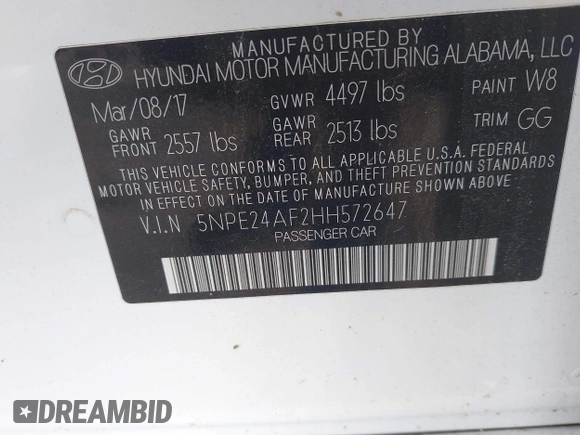 MANUFACTURED BY
HYUNDAI MOTOR MANUFACTURING ALABAMA, LLC
Mar/08/17 GVWR 4497 lbs PAINT W8
GAWR FRONT 2557 lbs GAWR REAR 2513 lbs TRIM GG
THIS VEHICLE CONFORMS TO ALL APPLICABLE U.S.A. FEDERAL
MOTOR VEHICLE SAFETY, BUMPER, AND THEFT PREVENTION STANDARDS
IN EFFECT ON THE DATE OF MANUFACTURE SHOWN ABOVE.
V.I.N 5NPE24AF2HH572647
PASSENGER CAR
DREAMBID